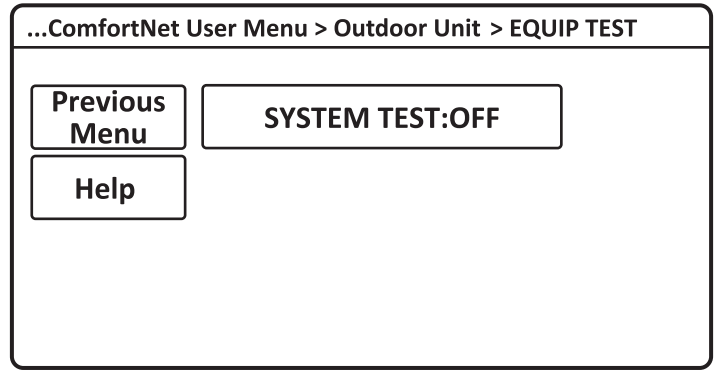 ...ComfortNet User Menu > Outdoor Unit > EQUIP TEST
Previous
Menu
SYSTEM TEST:OFF
Help